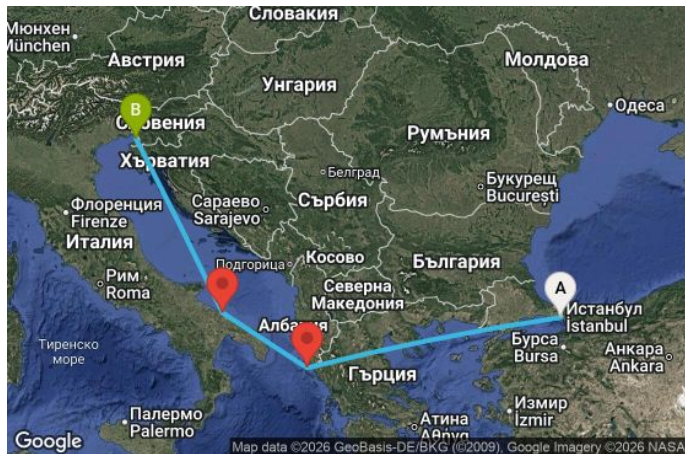 Словакия
Мюнхен
München
Молдова
Австрия
Унгария
B
Словения
Одеса
Румъния
Хърватия
Белград
Букурещ
București
Флоренция
Firenze
Сараево
Sarajevo
Сърбия
Италия
Подгорица
Косово
България
Рим
Roma
Северна
Македония
A
Истанбул
İstanbul
Албания
Бурса
Bursa
Тиренско
море
Анкара
Ankara
Гърция
Палермо
Palermo
Измир
İzmir
Атина
Αθήνα
Google
Map data ©2026 GeoBasis-DE/BKG (©2009), Google Imagery ©2026 NASA